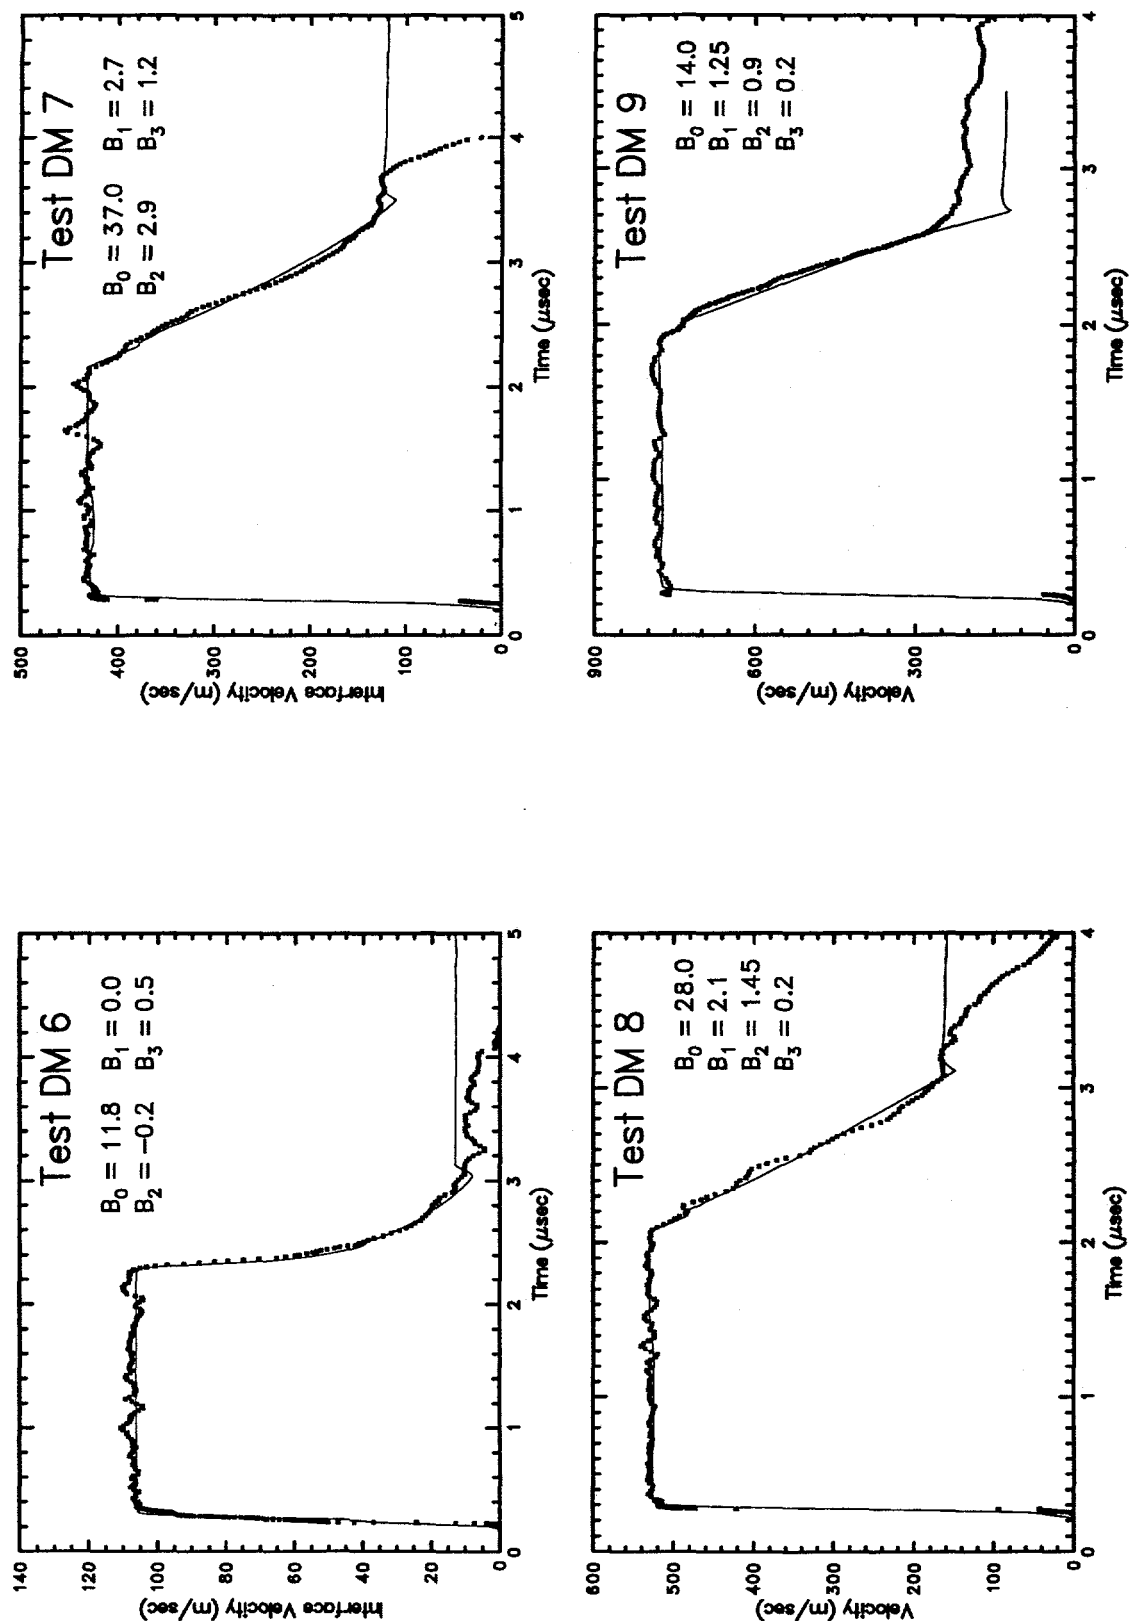 Test DM 6
B₀ = 11.8 B₁ = 0.0
B₂ = −0.2 B₃ = 0.5
Interface Velocity (m/sec)
140
120
100
80
60
40
20
0
0 1 2 3 4 5
Time (μsec)
Test DM 7
B₀ = 37.0 B₁ = 2.7
B₂ = 2.9 B₃ = 1.2
Interface Velocity (m/sec)
500
400
300
200
100
0
0 1 2 3 4 5
Time (μsec)
Test DM 8
B₀ = 28.0
B₁ = 2.1
B₂ = 1.45
B₃ = 0.2
Velocity (m/sec)
600
500
400
300
200
100
0
0 1 2 3 4
Time (μsec)
Test DM 9
B₀ = 14.0
B₁ = 1.25
B₂ = 0.9
B₃ = 0.2
Velocity (m/sec)
900
600
300
0
0 1 2 3 4
Time (μsec)